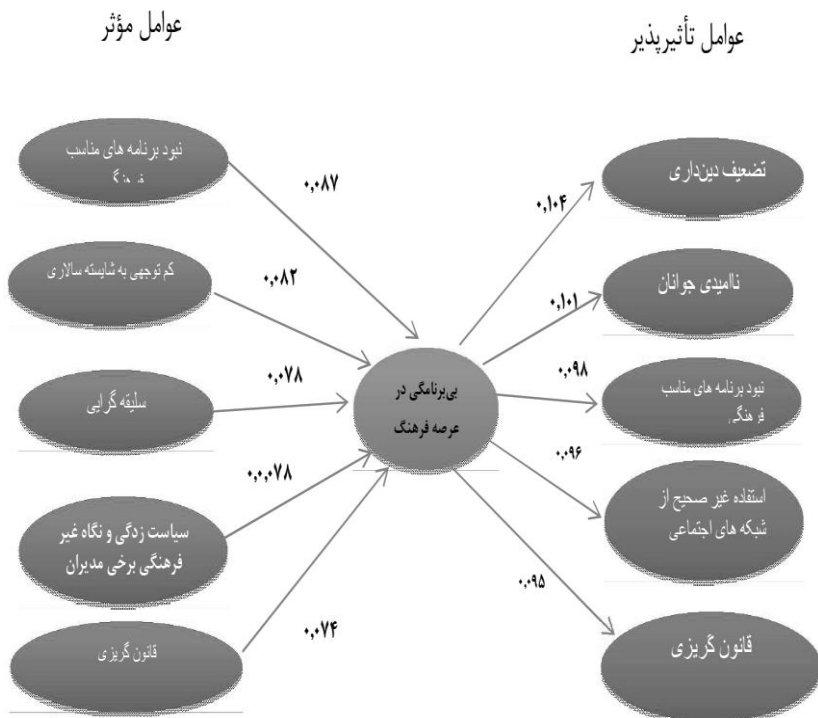 عوامل مؤثر
عوامل تأثیرپذیر
نبود برنامه های مناسب
کم توجهی به شایسته سالاری
سلیقه گرایی
سیاست زدگی و نگاه غیر
فرهنگی برخی مدیران
قانون گریزی
۰,۰۸۷
۰,۰۸۲
۰,۰۷۸
۰,۰,۰۷۸
۰,۰۷۴
بی‌برنامگی در
عرصه فرهنگ
۰,۱۰۴
۰,۱۰۱
۰,۰۹۸
۰,۰۹۶
۰,۰۹۵
تضعیف دین‌داری
ناامیدی جوانان
نبود برنامه های مناسب
فرهنگی
استفاده غیر صحیح از
شبکه های اجتماعی
قانون گریزی